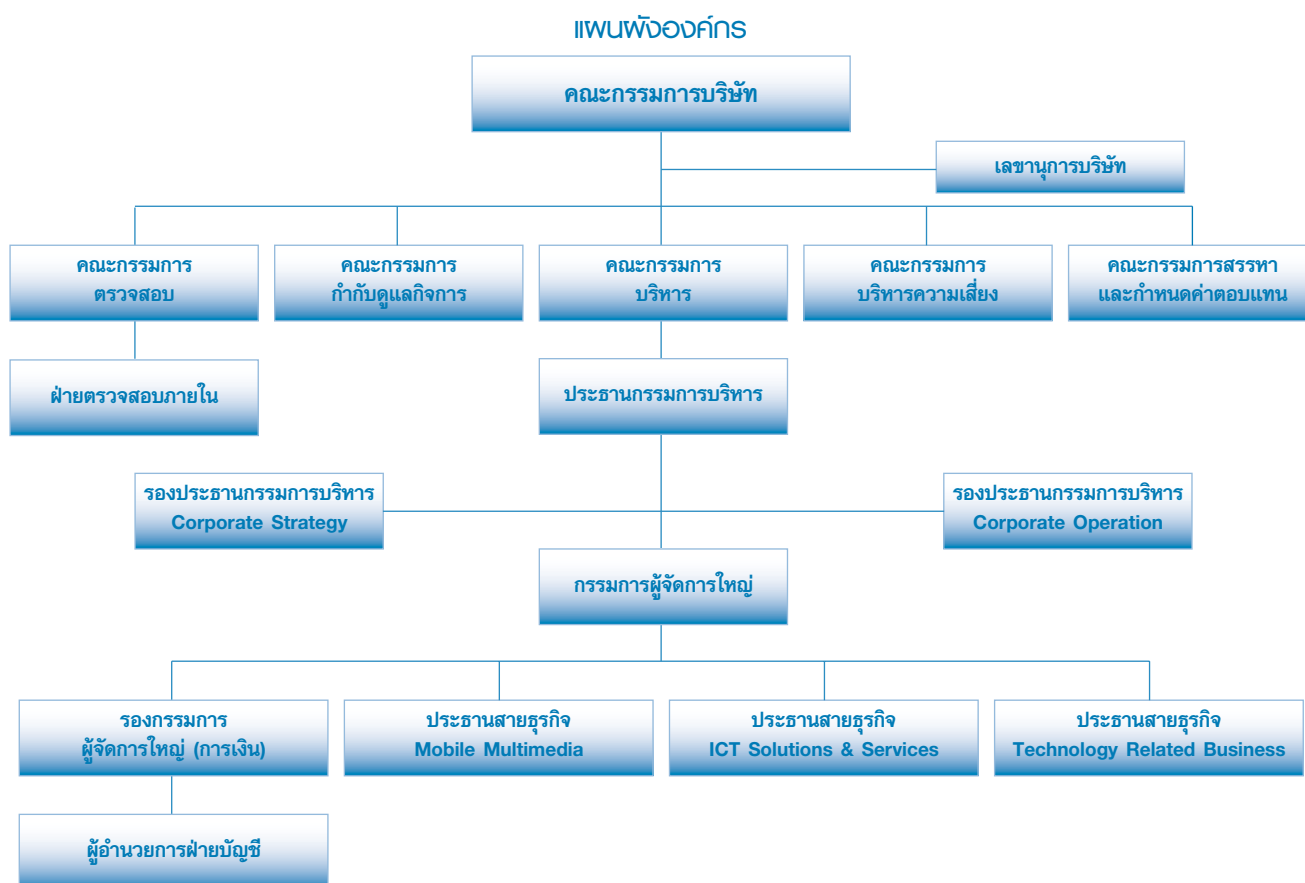 แผนผังองค์กร
คณะกรรมการบริษัท
เลขานุการบริษัท
คณะกรรมการ
ตรวจสอบ
คณะกรรมการ
กำกับดูแลกิจการ
คณะกรรมการ
บริหาร
คณะกรรมการ
บริหารความเสี่ยง
คณะกรรมการสรรหา
และกำหนดค่าตอบแทน
ฝ่ายตรวจสอบภายใน
ประธานกรรมการบริหาร
รองประธานกรรมการบริหาร
Corporate Strategy
รองประธานกรรมการบริหาร
Corporate Operation
กรรมการผู้จัดการใหญ่
รองกรรมการ
ผู้จัดการใหญ่ (การเงิน)
ประธานสายธุรกิจ
Mobile Multimedia
ประธานสายธุรกิจ
ICT Solutions & Services
ประธานสายธุรกิจ
Technology Related Business
ผู้อำนวยการฝ่ายบัญชี